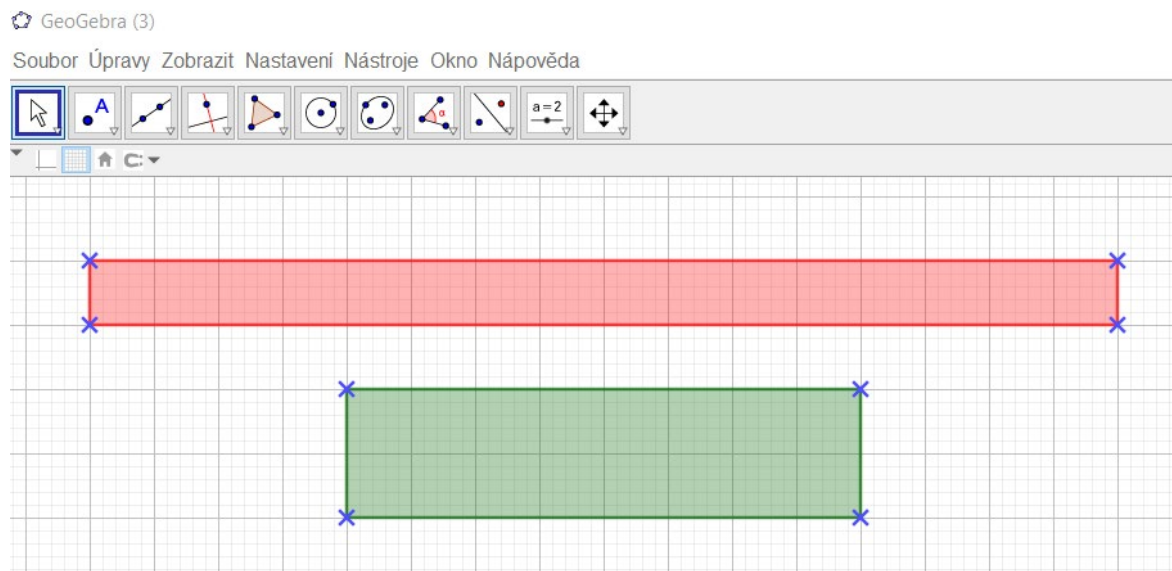 GeoGebra (3)
Soubor Úpravy Zobrazit Nastavení Nástroje Okno Nápověda
A α a=2